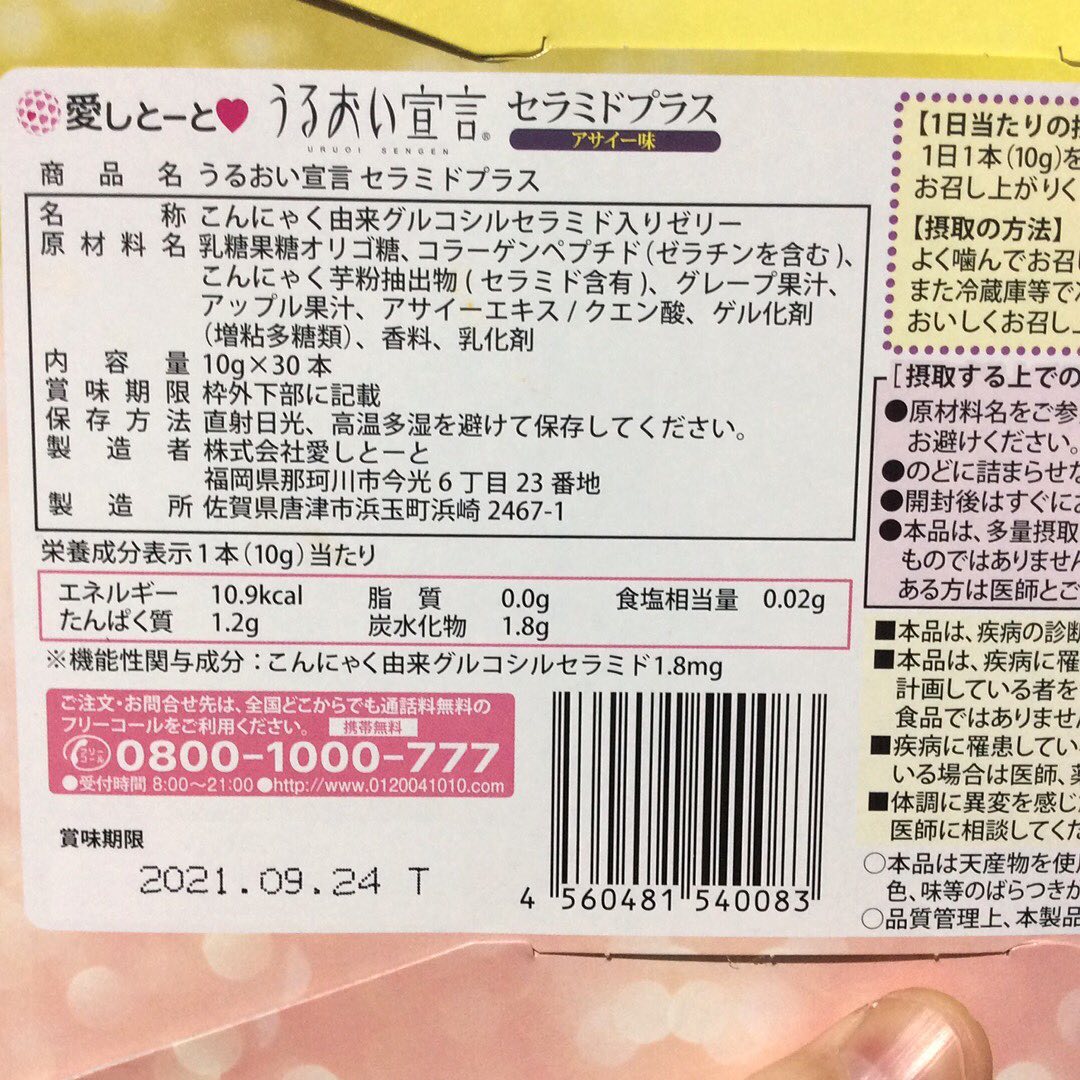 愛しとーと うるおい宣言® セラミドプラス
URUOI SENGEN アサイー味
商品名 うるおい宣言 セラミドプラス
名称 こんにゃく由来グルコシルセラミド入りゼリー
原材料名 乳糖果糖オリゴ糖、コラーゲンペプチド（ゼラチンを含む）、
こんにゃく芋粉抽出物（セラミド含有）、グレープ果汁、
アップル果汁、アサイーエキス/クエン酸、ゲル化剤
（増粘多糖類）、香料、乳化剤
内容量 10g×30本
賞味期限 枠外下部に記載
保存方法 直射日光、高温多湿を避けて保存してください。
製造者 株式会社愛しとーと
福岡県那珂川市今光6丁目23番地
製造所 佐賀県唐津市浜玉町浜崎2467-1
栄養成分表示1本（10g）当たり
エネルギー 10.9kcal 脂質 0.0g 食塩相当量 0.02g
たんぱく質 1.2g 炭水化物 1.8g
※機能性関与成分：こんにゃく由来グルコシルセラミド1.8mg
ご注文・お問合せ先は、全国どこからでも通話料無料の
フリーコールをご利用ください。 携帯無料
フリーコール 0800-1000-777
●受付時間 8:00〜21:00 ●http://www.0120041010.com
賞味期限
2021.09.24 T
4 560481 540083
【1日当たりの摂
1日1本（10g）を
お召し上がりく
【摂取の方法】
よく噛んでお召し
また冷蔵庫等で冷
おいしくお召し上
［摂取する上での
●原材料名をご参
お避けください。
●のどに詰まらせな
●開封後はすぐにお
●本品は、多量摂取
ものではありません
ある方は医師とご
■本品は、疾病の診断
■本品は、疾病に罹
計画している者を
食品ではありません
■疾病に罹患してい
いる場合は医師、薬
■体調に異変を感じ
医師に相談してくだ
○本品は天産物を使用
色、味等のばらつきか
○品質管理上、本製品